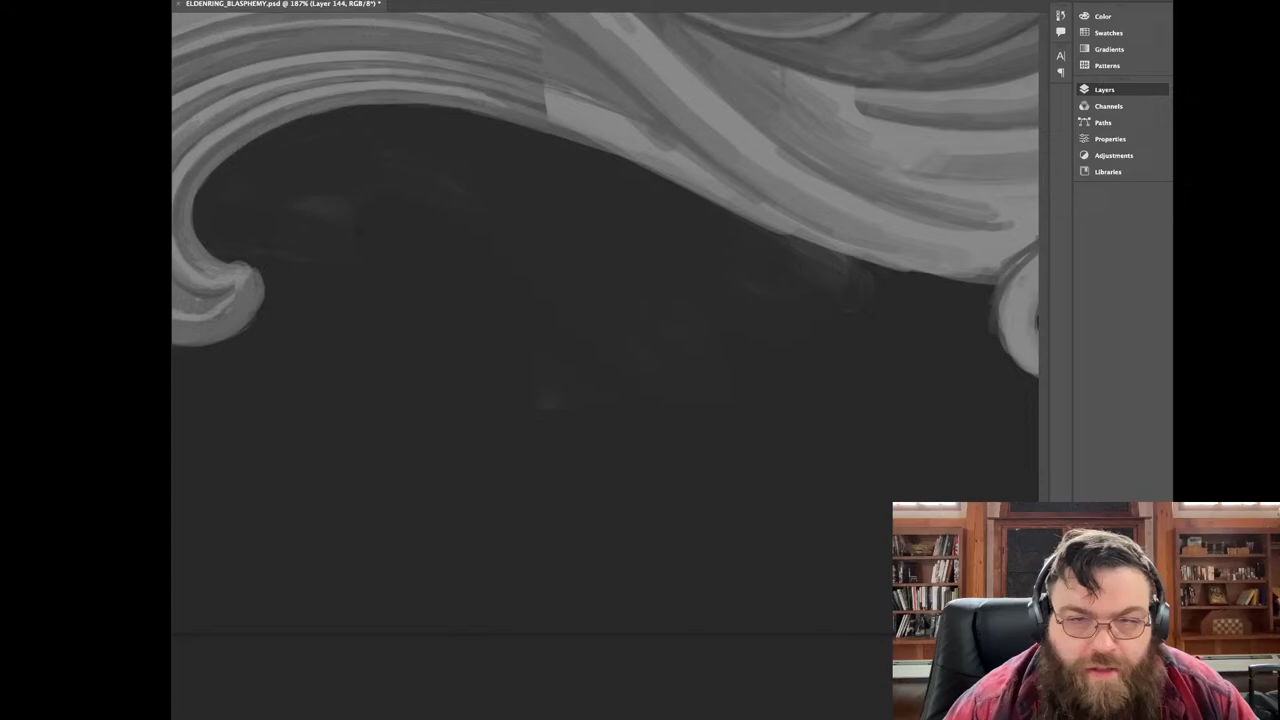 × ELDENRING_BLASPHEMY.psd @ 187% (Layer 144, RGB/8*) *
Color
Swatches
Gradients
A|
Patterns
¶
Layers
Channels
Paths
Properties
Adjustments
Libraries